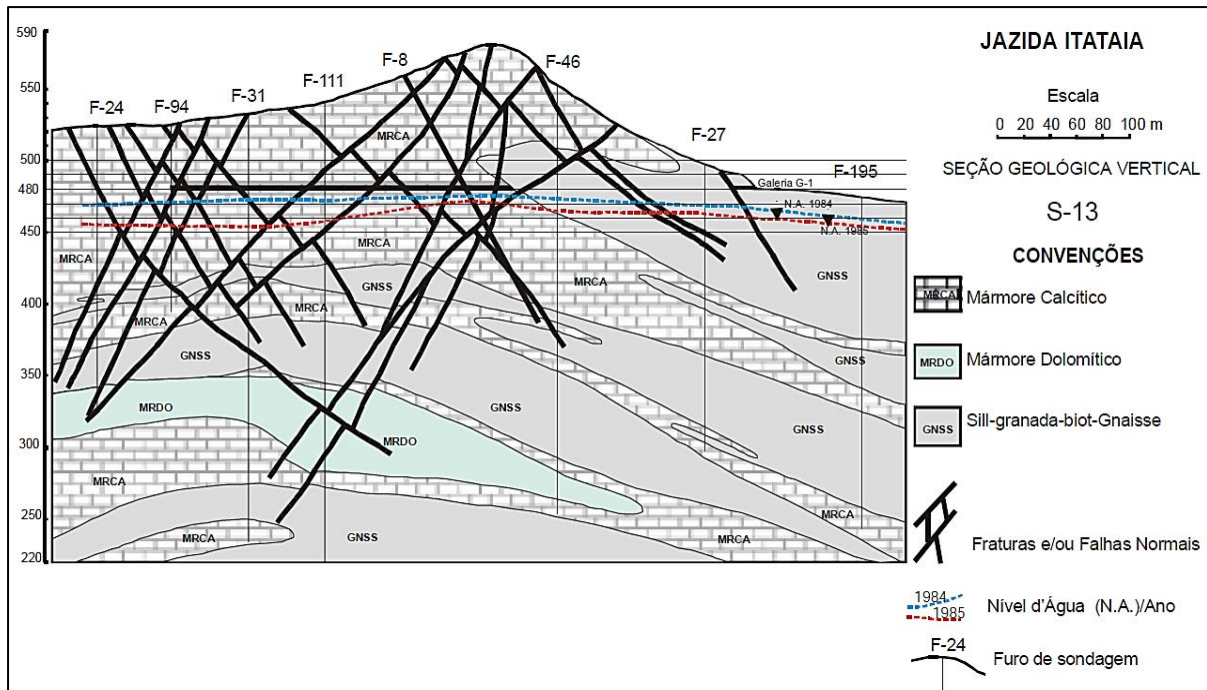 590
550
500
480
450
400
350
300
250
220
F-24
F-94
F-31
F-111
F-8
F-46
F-27
F-195
MRCA
Galeria G-1
N.A. 1984
N.A. 1985
MRCA
MRCA
MRCA
GNSS
GNSS
MRCA
MRCA
GNSS
GNSS
MRDO
GNSS
GNSS
MRDO
MRCA
MRCA
MRCA
GNSS
MRCA
JAZIDA ITATAIA
Escala
0 20 40 60 80 100 m
SEÇÃO GEOLÓGICA VERTICAL
S-13
CONVENÇÕES
MRCA Mármore Calcítico
MRDO Mármore Dolomítico
GNSS Sill-granada-biot-Gnaisse
Fraturas e/ou Falhas Normais
1984
1985
Nível d'Água (N.A.)/Ano
F-24
Furo de sondagem